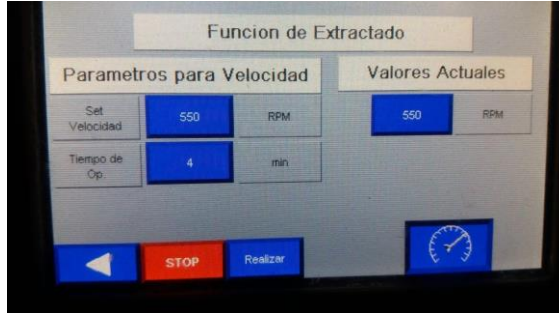 Funcion de Extractado
Parametros para Velocidad
Valores Actuales
Set
Velocidad
550
RPM
550
RPM
Tiempo de
Op.
4
min
STOP
Realizar